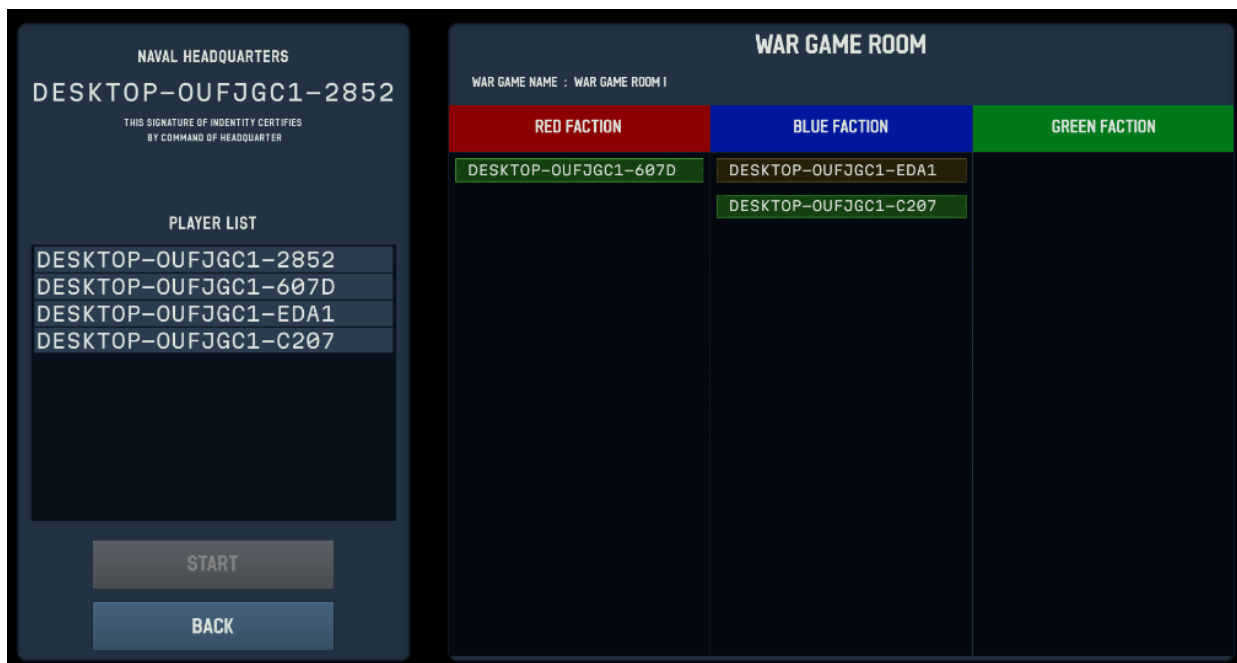 NAVAL HEADQUARTERS
DESKTOP-OUFJGC1-2852
THIS SIGNATURE OF INDENTITY CERTIFIES
BY COMMAND OF HEADQUARTER
PLAYER LIST
DESKTOP-OUFJGC1-2852
DESKTOP-OUFJGC1-607D
DESKTOP-OUFJGC1-EDA1
DESKTOP-OUFJGC1-C207
START
BACK
WAR GAME ROOM
WAR GAME NAME : WAR GAME ROOM 1
RED FACTION
BLUE FACTION
GREEN FACTION
DESKTOP-OUFJGC1-607D
DESKTOP-OUFJGC1-EDA1
DESKTOP-OUFJGC1-C207